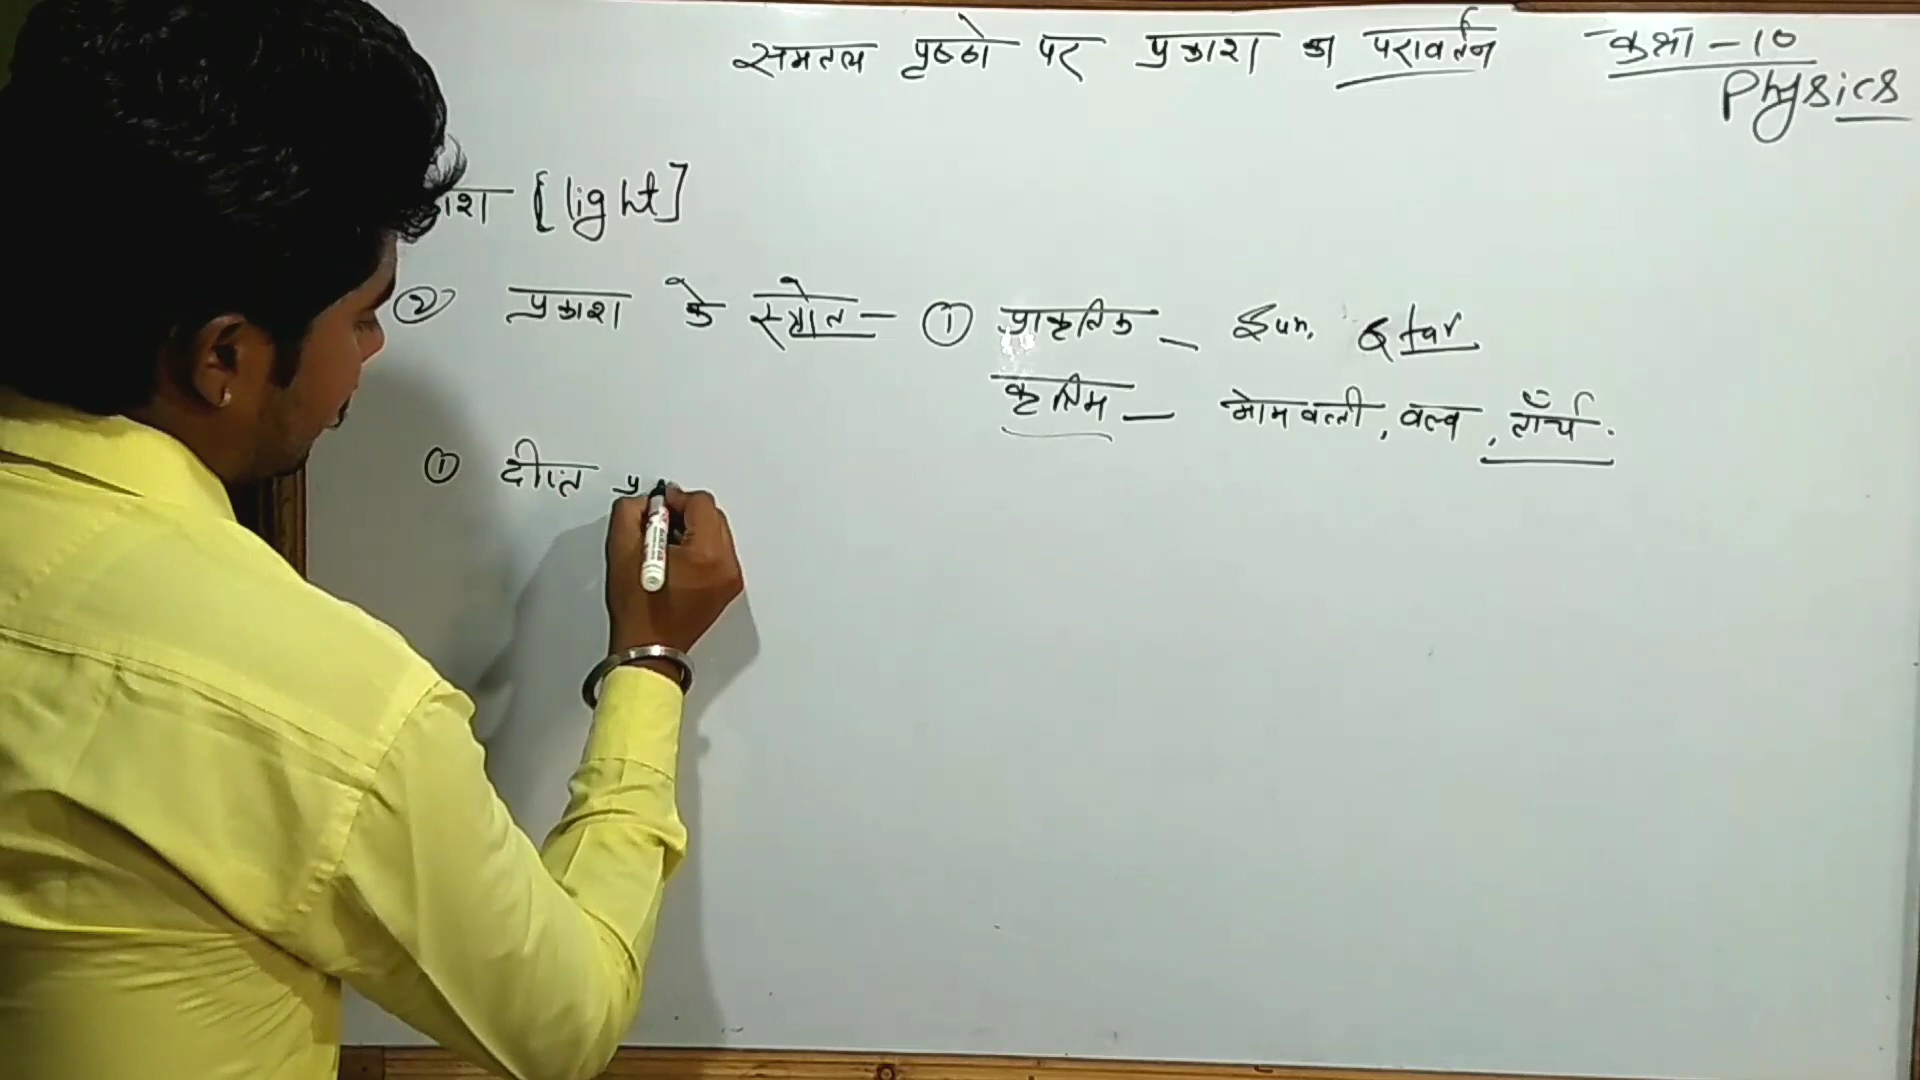 समतल पृष्ठो पर प्रकाश का परावर्तन
कक्षा - 10
Physics
काश [light]
② प्रकाश के स्त्रोत - ① प्राकृतिक - Sun, Star
कृत्रिम - मोमबत्ती, बल्ब, टॉर्च.
① दीप्त प्र